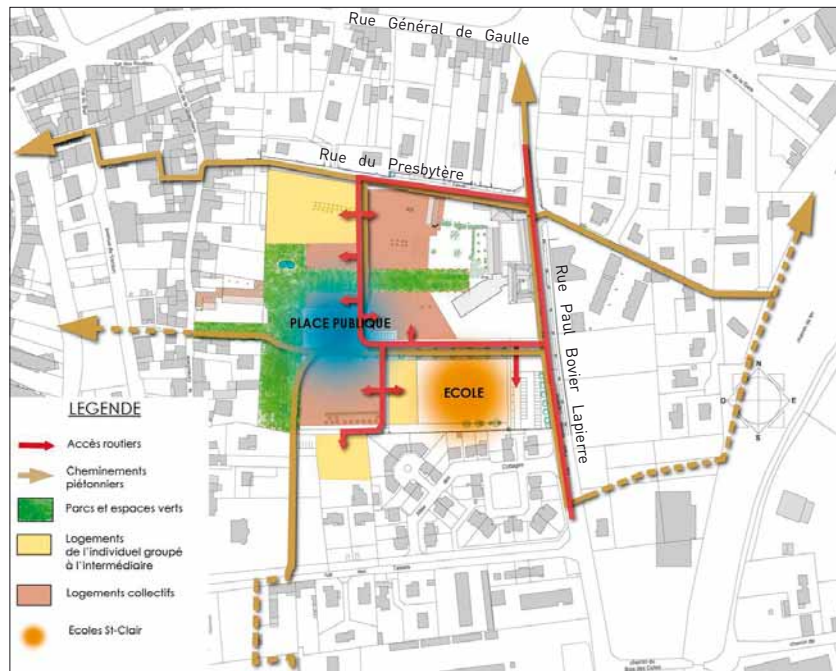 Rue Général de Gaulle
Rue du Presbytère
Rue Paul Bovier Lapierre
PLACE PUBLIQUE
ECOLE
N
E
S
O
Cottages
LEGENDE
Accès routiers
Cheminements
piétonniers
Parcs et espaces verts
Logements
de l'individuel groupé
à l'intermédiaire
Logements collectifs
Ecoles St-Clair